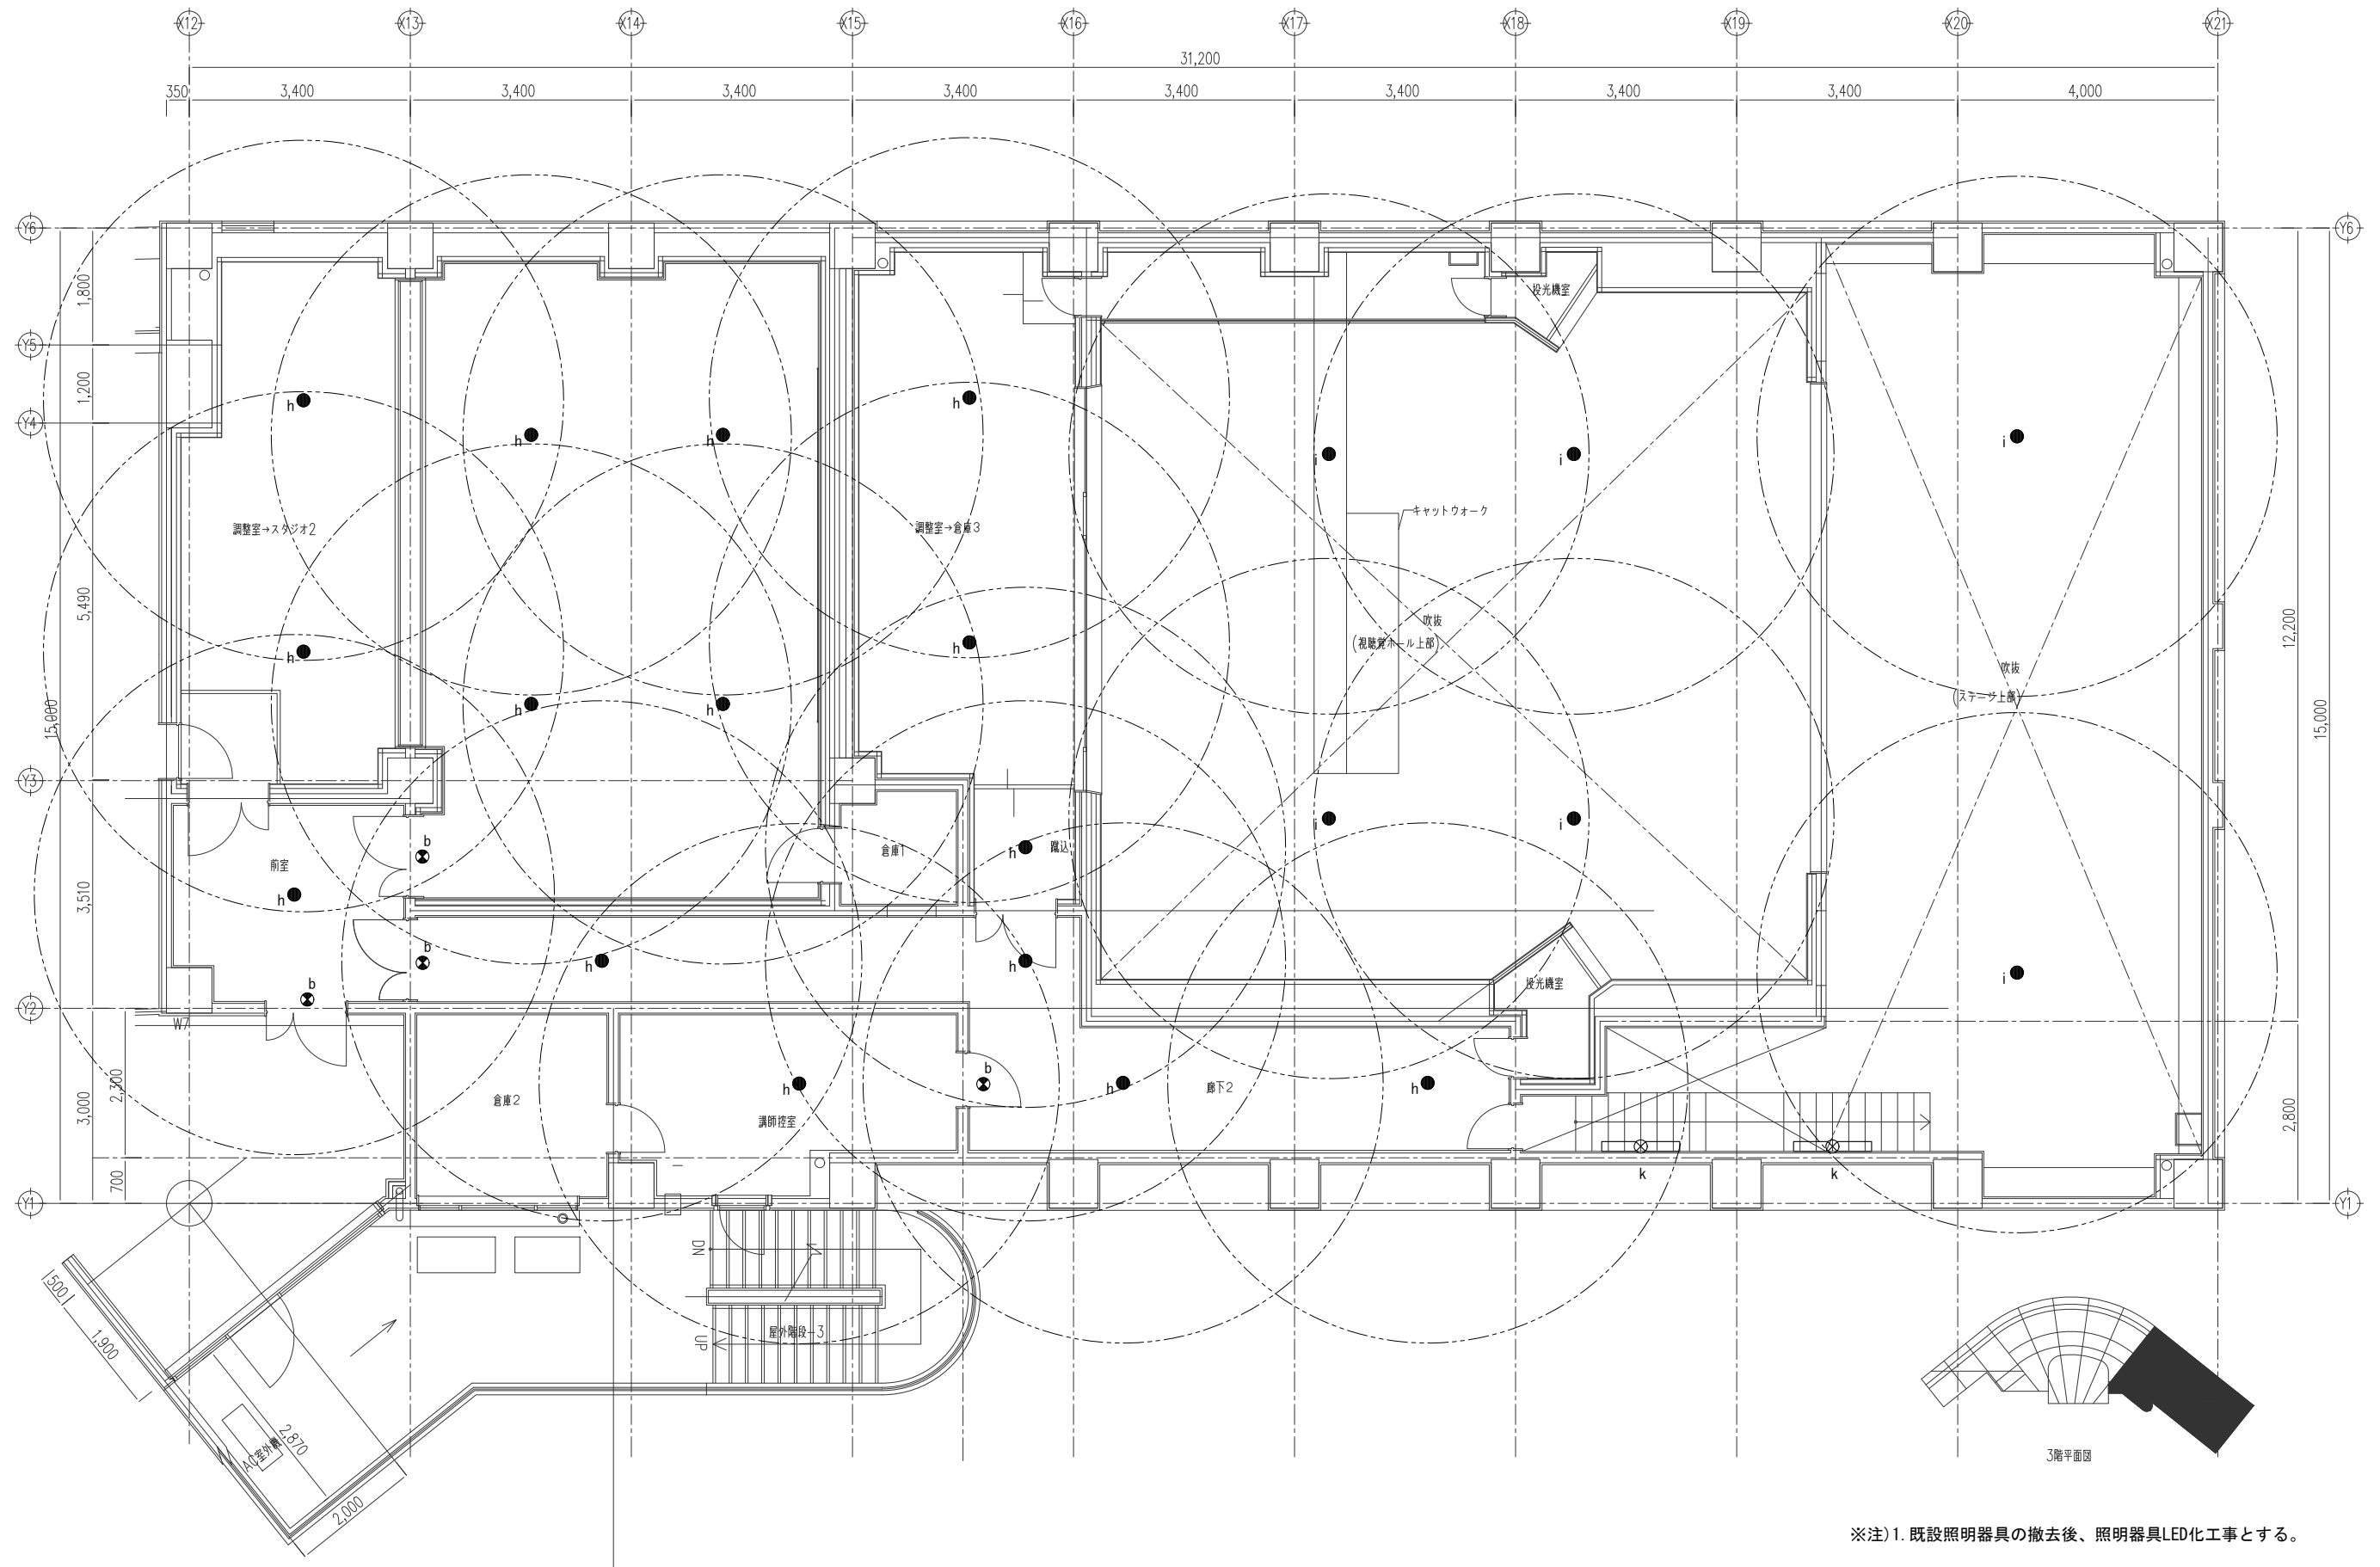 X12 X13 X14 X15 X16 X17 X18 X19 X20 X21
31,200
350 3,400 3,400 3,400 3,400 3,400 3,400 3,400 3,400 4,000
Y6 Y6
1,800
投光機室
Y5
1,200
h h
Y4
h h i
i i
調整室→スタジオ2
調整室→倉庫3
キャットウォーク
5,490
吹抜
12,200
(視聴覚ホール上部)
h h
吹抜
(ステージ上部)
15,000
h h
15,000
Y3
i i
b
倉庫1
h
蹴込
前室
h
3,510
b
h h
i
b
投光機室
Y2
W7
2,300
3,000
倉庫2
h
b
h
廊下2
h
講師控室
2,800
700
k k
Y1 Y1
DN
500
屋外階段-3
UP
1,900
2,870
AC室外機
2,000
3階平面図
※注)1.既設照明器具の撤去後、照明器具LED化工事とする。